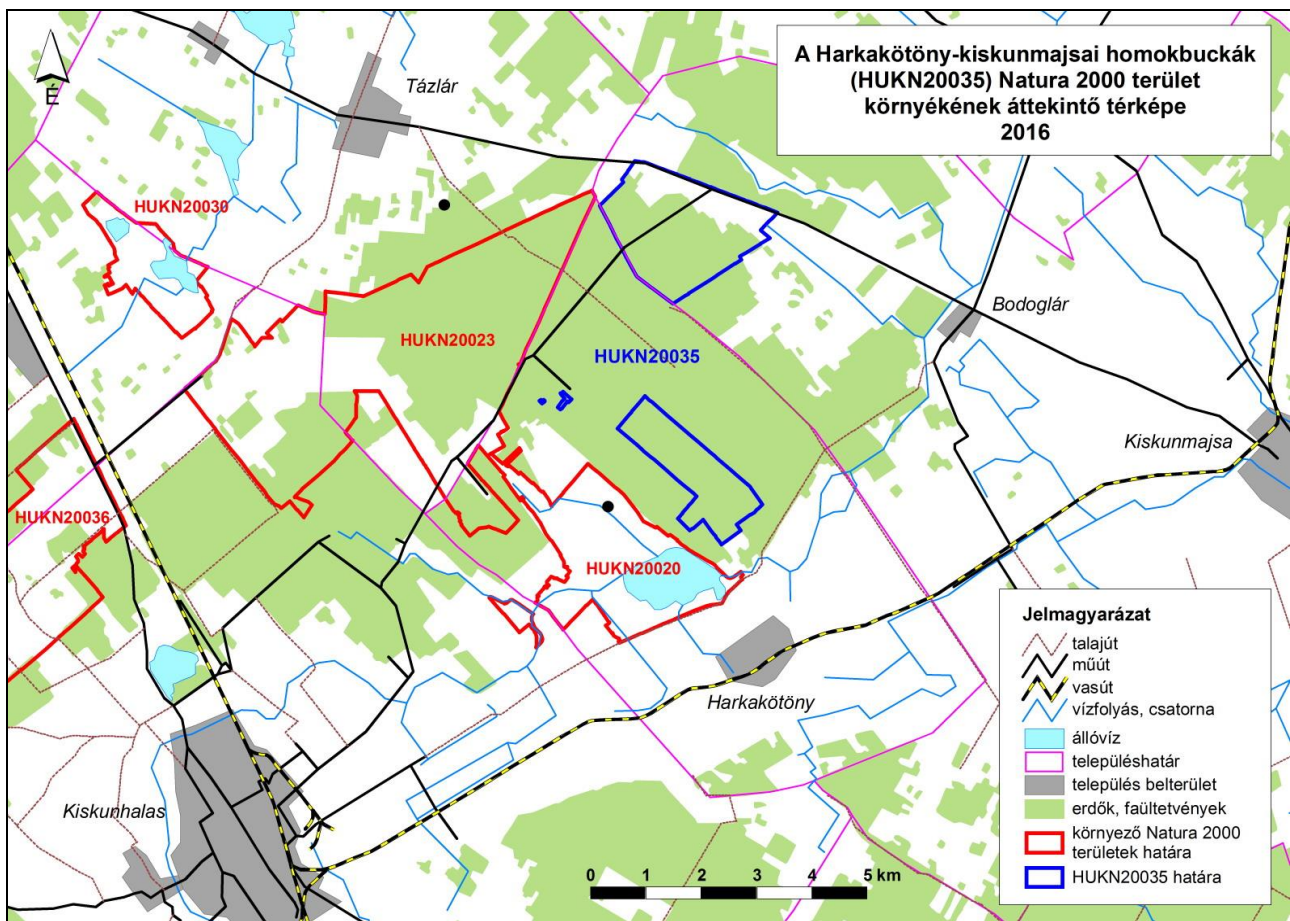 A Harkakötöny-kiskunmajsai homokbuckák
(HUKN20035) Natura 2000 terület
környékének áttekintő térképe
2016
É
Tázlár
HUKN20030
HUKN20023
HUKN20035
Bodoglár
Kiskunmajsa
HUKN20036
HUKN20020
Harkakötöny
Kiskunhalas
Jelmagyarázat
talajút
műút
vasút
vízfolyás, csatorna
állóvíz
településhatár
település belterület
erdők, faültetvények
környező Natura 2000
területek határa
HUKN20035 határa
0 1 2 3 4 5 km